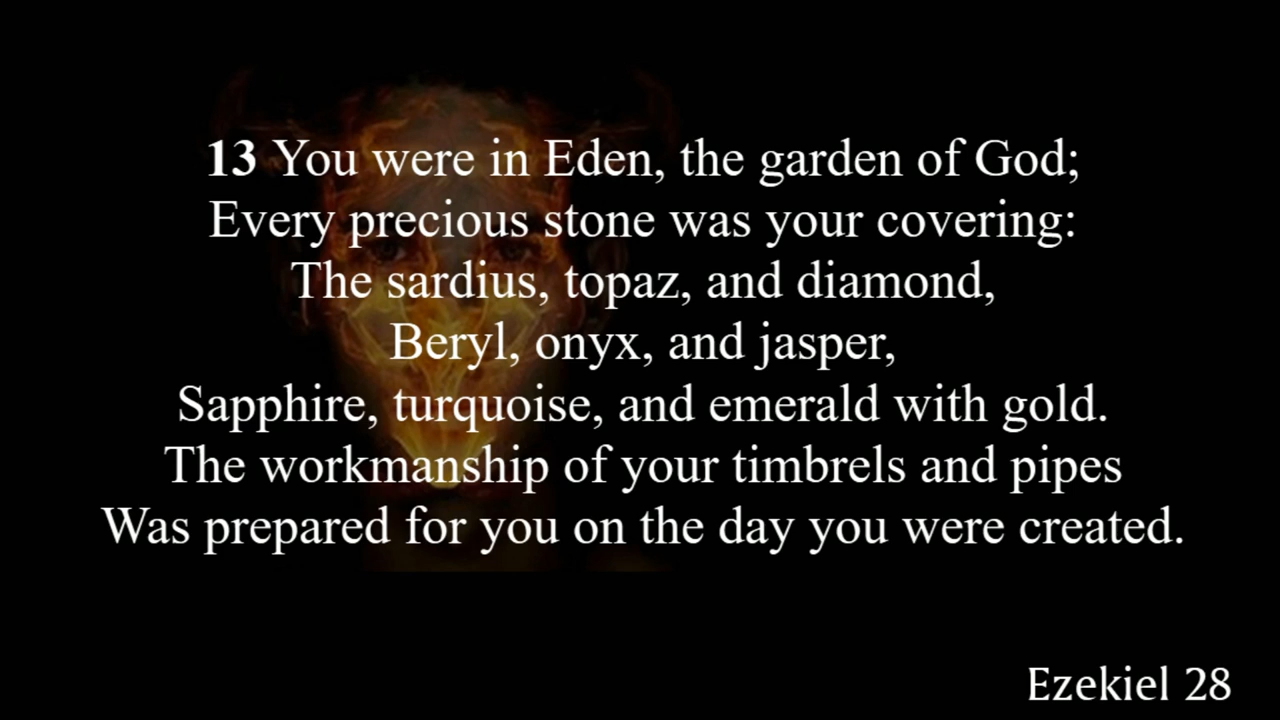 13 You were in Eden, the garden of God;
Every precious stone was your covering:
The sardius, topaz, and diamond,
Beryl, onyx, and jasper,
Sapphire, turquoise, and emerald with gold.
The workmanship of your timbrels and pipes
Was prepared for you on the day you were created.
Ezekiel 28